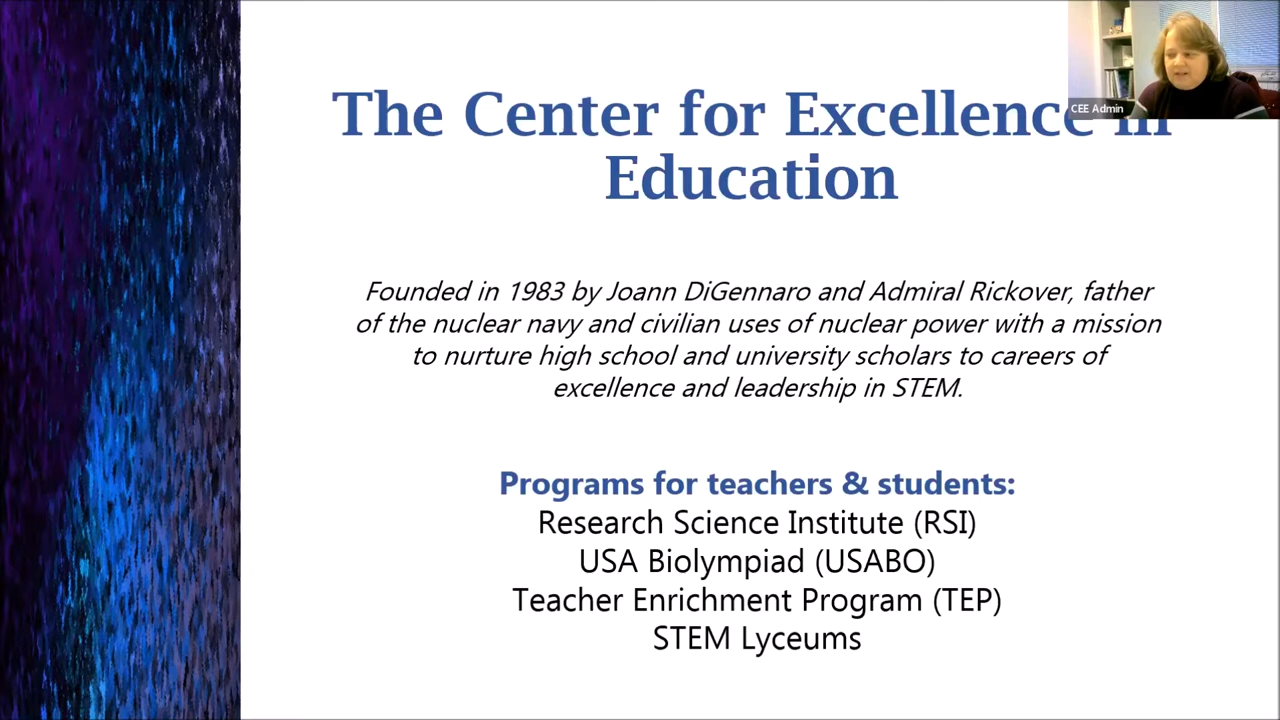 The Center for Excellence in
Education
CEE Admin
Founded in 1983 by Joann DiGennaro and Admiral Rickover, father
of the nuclear navy and civilian uses of nuclear power with a mission
to nurture high school and university scholars to careers of
excellence and leadership in STEM.
Programs for teachers & students:
Research Science Institute (RSI)
USA Biolympiad (USABO)
Teacher Enrichment Program (TEP)
STEM Lyceums